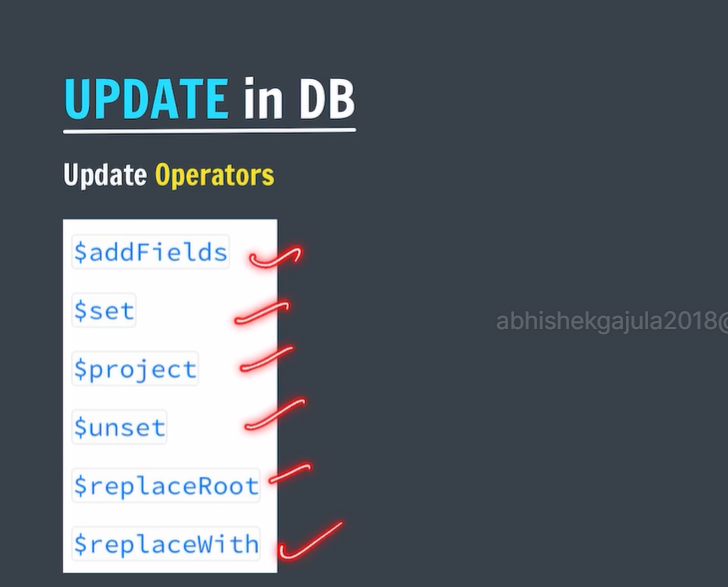 UPDATE in DB
Update Operators
$addFields
$set
abhishekgajula2018@
$project
$unset
$replaceRoot
$replaceWith